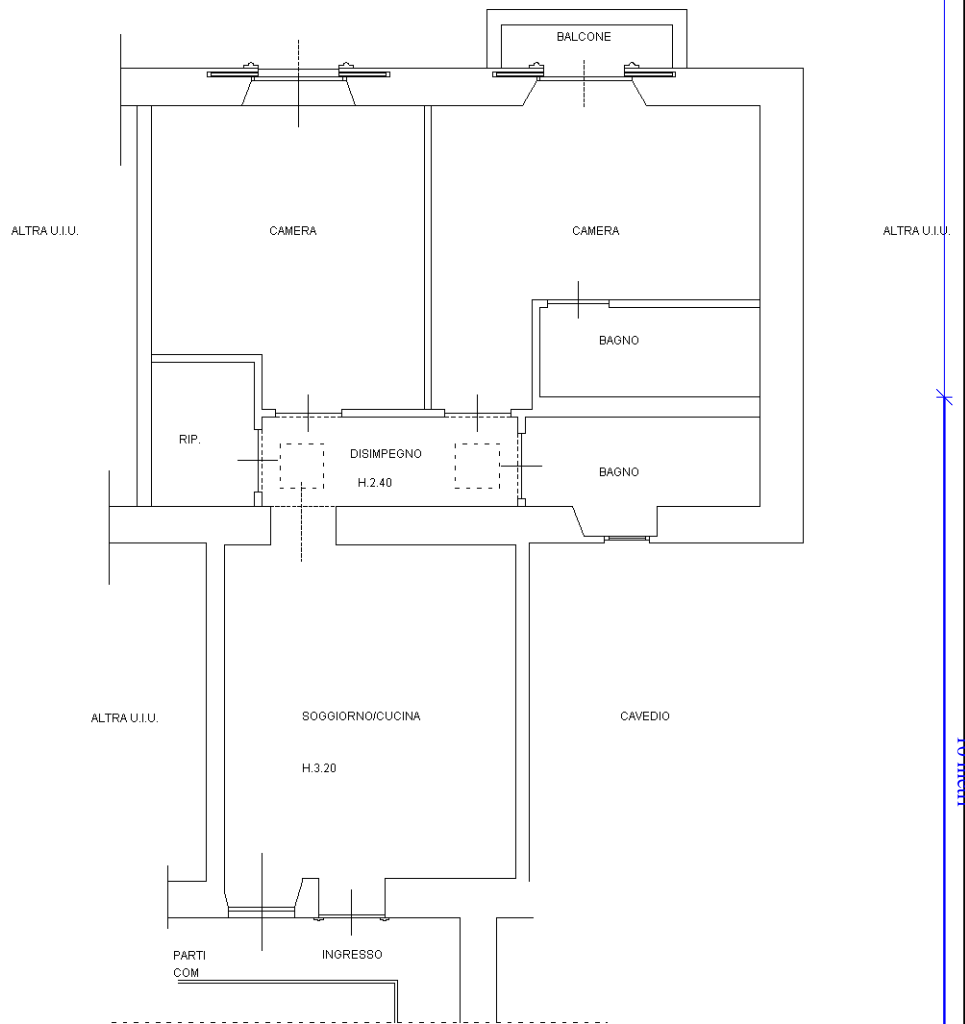 BALCONE
ALTRA U.I.U.
CAMERA
CAMERA
ALTRA U.I.U.
BAGNO
RIP.
DISIMPEGNO
H.2.40
BAGNO
ALTRA U.I.U.
SOGGIORNO/CUCINA
CAVEDIO
H.3.20
PARTI
COM
INGRESSO